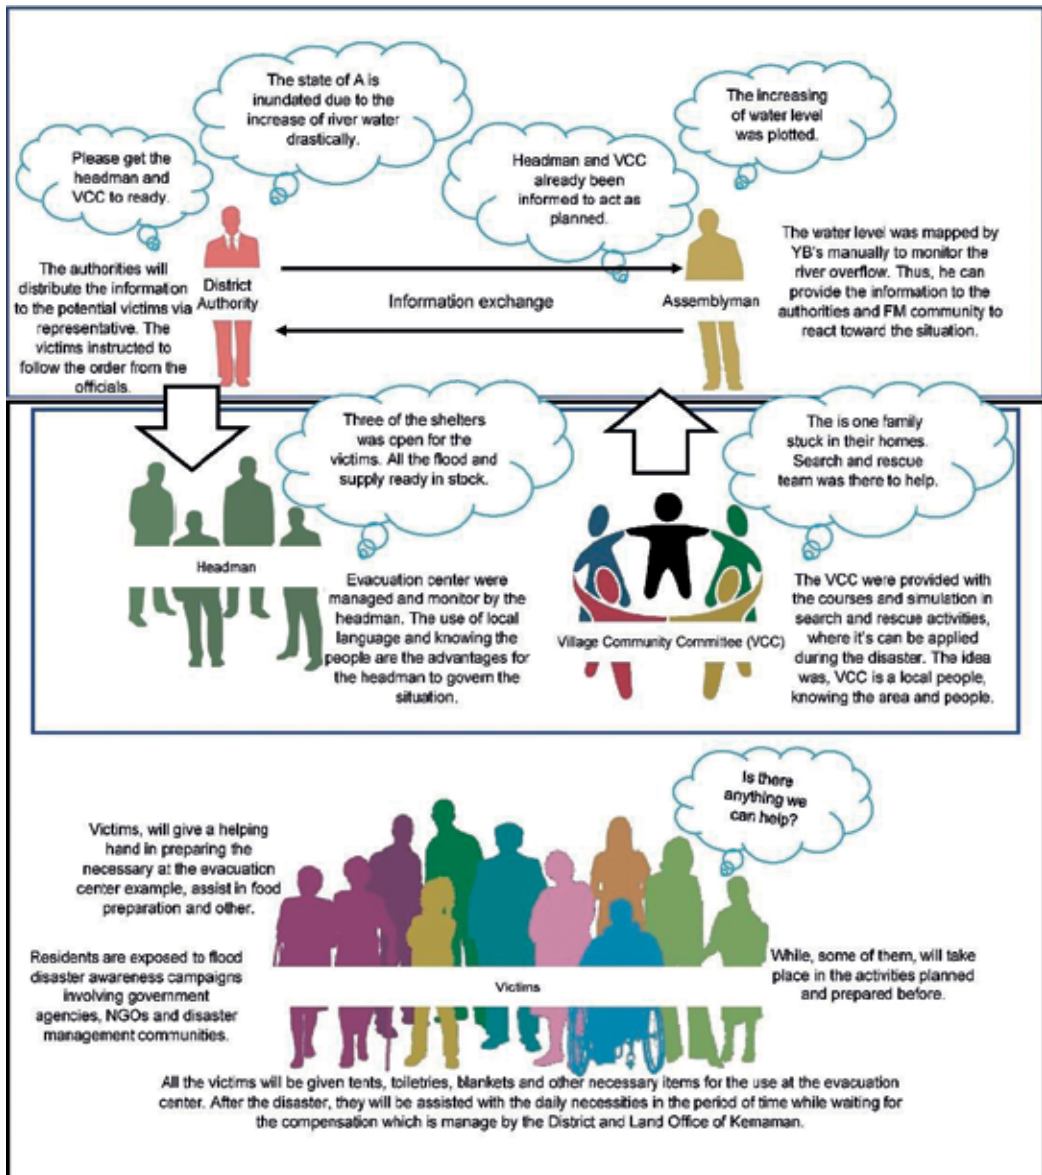 The state of A is
inundated due to the
increase of river water
drastically.
The increasing
of water level
was plotted.
Please get the
headman and
VCC to ready.
Headman and VCC
already been
informed to act as
planned.
The authorities will
distribute the information
to the potential victims via
representative. The
victims instructed to
follow the order from the
officials.
District
Authority
Information exchange
Assemblyman
The water level was mapped by
YB's manually to monitor the
river overflow. Thus, he can
provide the information to the
authorities and FM community to
react toward the situation.
Three of the shelters
was open for the
victims. All the flood and
supply ready in stock.
The is one family
stuck in their homes.
Search and rescue
team was there to help.
Headman
Evacuation center were
managed and monitor by the
headman. The use of local
language and knowing the
people are the advantages for
the headman to govern the
situation.
Village Community Committee (VCC)
The VCC were provided with
the courses and simulation in
search and rescue activities,
where it's can be applied
during the disaster. The idea
was, VCC is a local people,
knowing the area and people.
Is there
anything we
can help?
Victims, will give a helping
hand in preparing the
necessary at the evacuation
center example, assist in food
preparation and other.
Residents are exposed to flood
disaster awareness campaigns
involving government
agencies, NGOs and disaster
management communities.
Victims
While, some of them, will take
place in the activities planned
and prepared before.
All the victims will be given tents, toiletries, blankets and other necessary items for the use at the evacuation
center. After the disaster, they will be assisted with the daily necessities in the period of time while waiting for
the compensation which is manage by the District and Land Office of Kemaman.